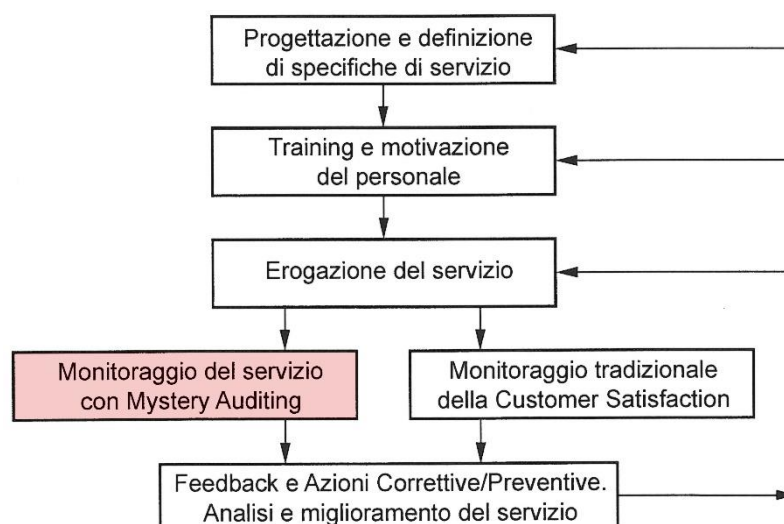 Progettazione e definizione
di specifiche di servizio
Training e motivazione
del personale
Erogazione del servizio
Monitoraggio del servizio
con Mystery Auditing
Monitoraggio tradizionale
della Customer Satisfaction
Feedback e Azioni Correttive/Preventive.
Analisi e miglioramento del servizio